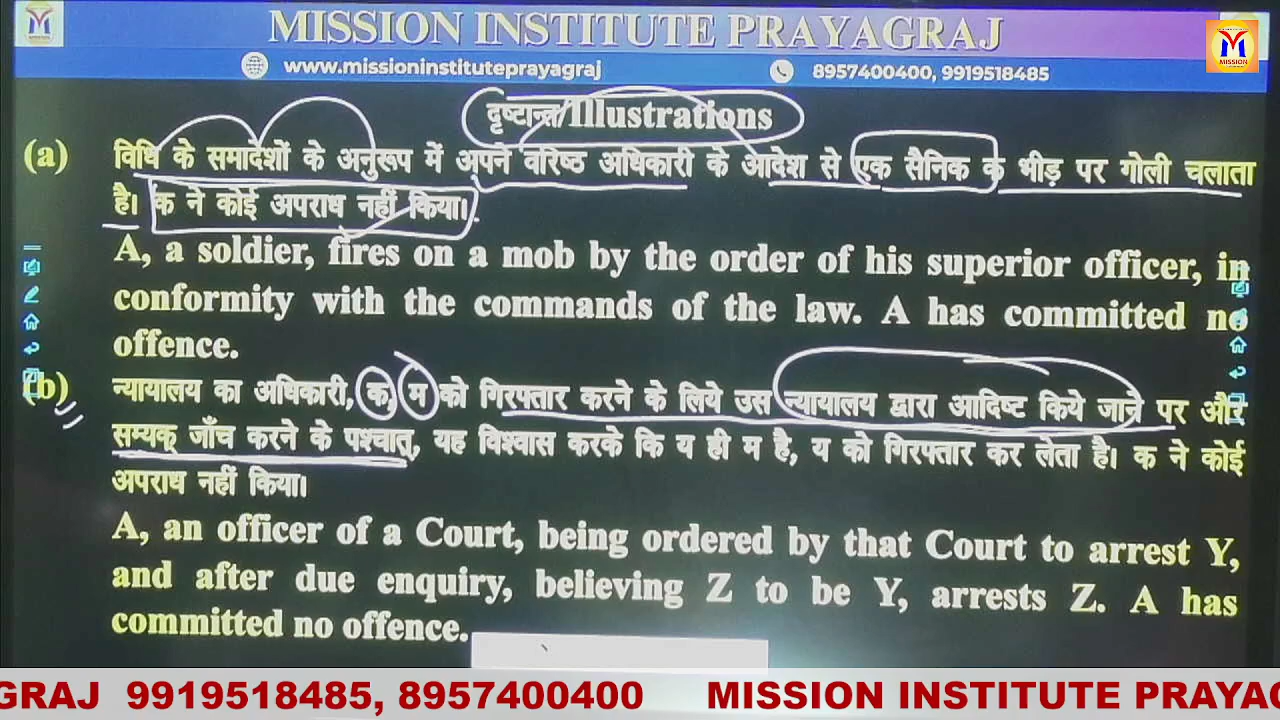 MISSION INSTITUTE PRAYAGRAJ
www.missioninstituteprayagraj
8957400400, 9919518485
MISSION
दृष्टान्त/Illustrations
(a) विधि के समादेशों के अनुरूप में अपने वरिष्ठ अधिकारी के आदेश से एक सैनिक क भीड़ पर गोली चलाता
है। क ने कोई अपराध नहीं किया।
A, a soldier, fires on a mob by the order of his superior officer, in
conformity with the commands of the law. A has committed no
offence.
(b) न्यायालय का अधिकारी, क, म को गिरफ्तार करने के लिये उस न्यायालय द्वारा आदिष्ट किये जाने पर और
सम्यक् जाँच करने के पश्चात्, यह विश्वास करके कि य ही म है, य को गिरफ्तार कर लेता है। क ने कोई
अपराध नहीं किया।
A, an officer of a Court, being ordered by that Court to arrest Y,
and after due enquiry, believing Z to be Y, arrests Z. A has
committed no offence.
GRAJ 9919518485, 8957400400 MISSION INSTITUTE PRAYAG